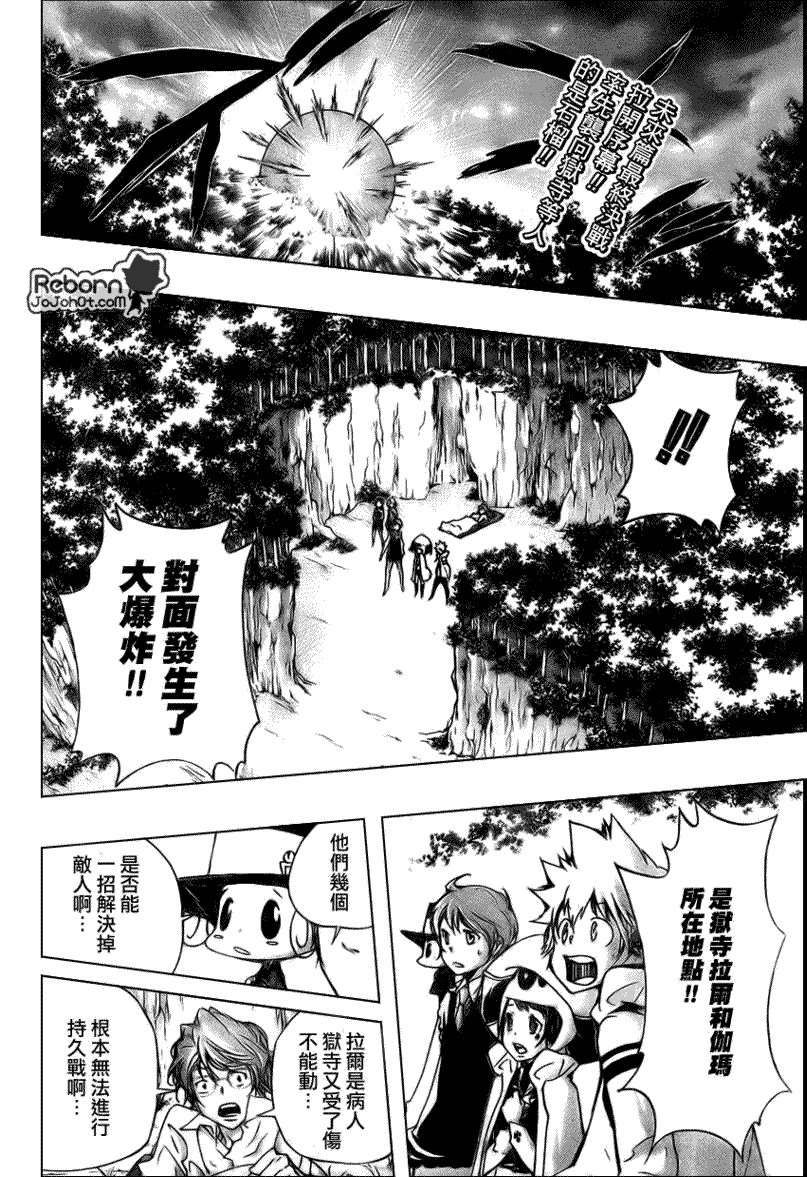 未來篇最終決戰
拉開序幕!!
率先襲向獄寺等人
的是石榴!!
Reborn
JoJoHOt.com
!!
對面發生了
大爆炸!!
是獄寺拉爾和伽瑪
所在地點!!
他們幾個
是否能
一招解決掉
敵人啊…
拉爾是病人
獄寺又受了傷
不能動…
根本無法進行
持久戰啊…